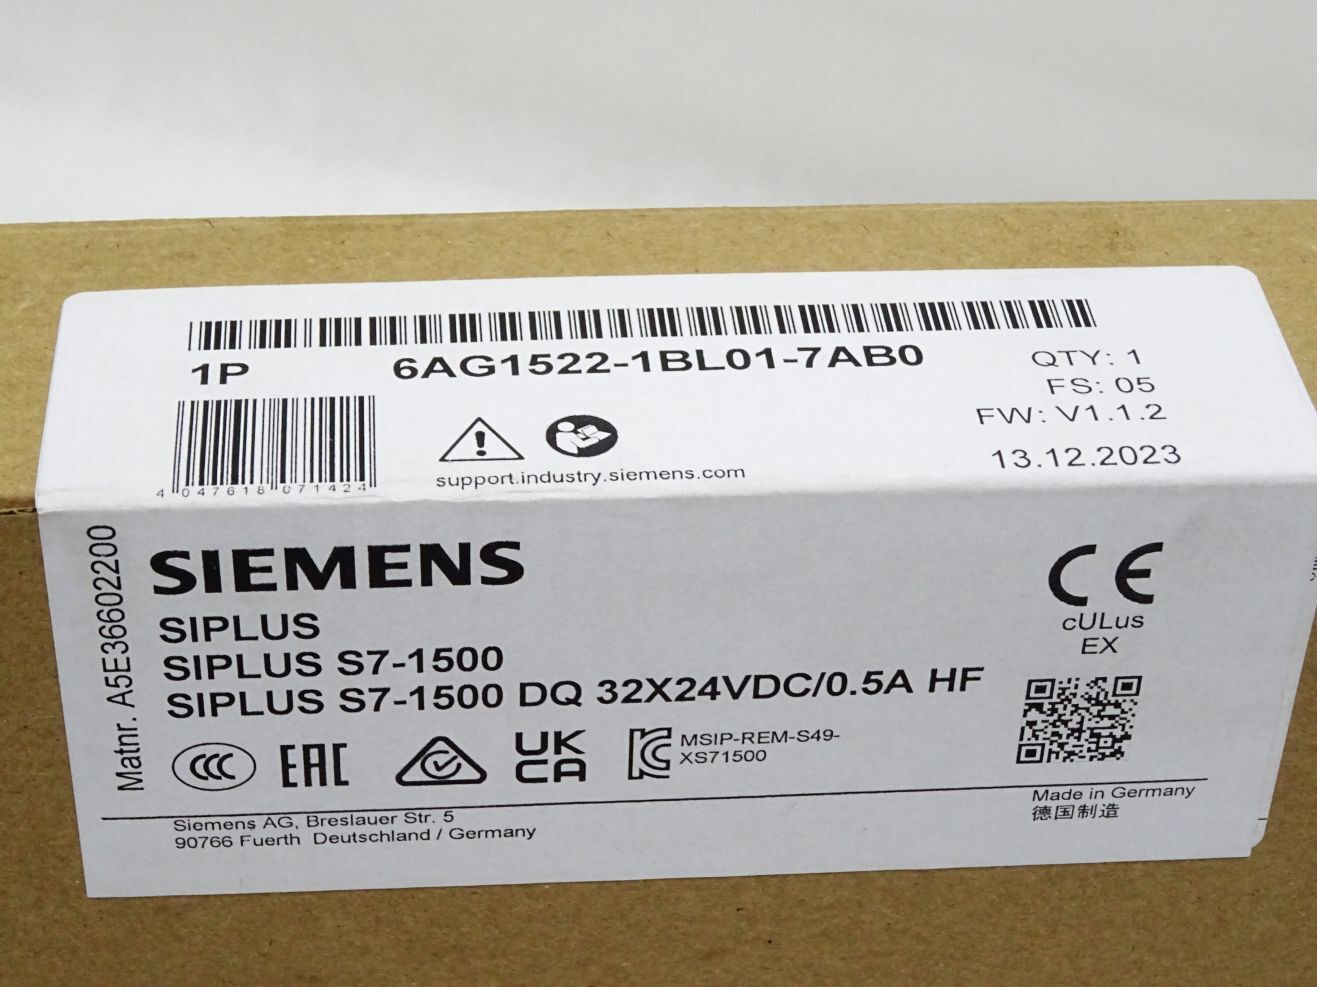 1P 6AG1522-1BL01-7AB0
QTY: 1
FS: 05
FW: V1.1.2
13.12.2023
4 047618 071424
support.industry.siemens.com
Matnr. A5E36602200
SIEMENS
SIPLUS
SIPLUS S7-1500
SIPLUS S7-1500 DQ 32X24VDC/0.5A HF
CE
cULus
EX
CCC
EAC
UK
CA
MSIP-REM-S49-
XS71500
Siemens AG, Breslauer Str. 5
90766 Fuerth Deutschland / Germany
Made in Germany
德国制造